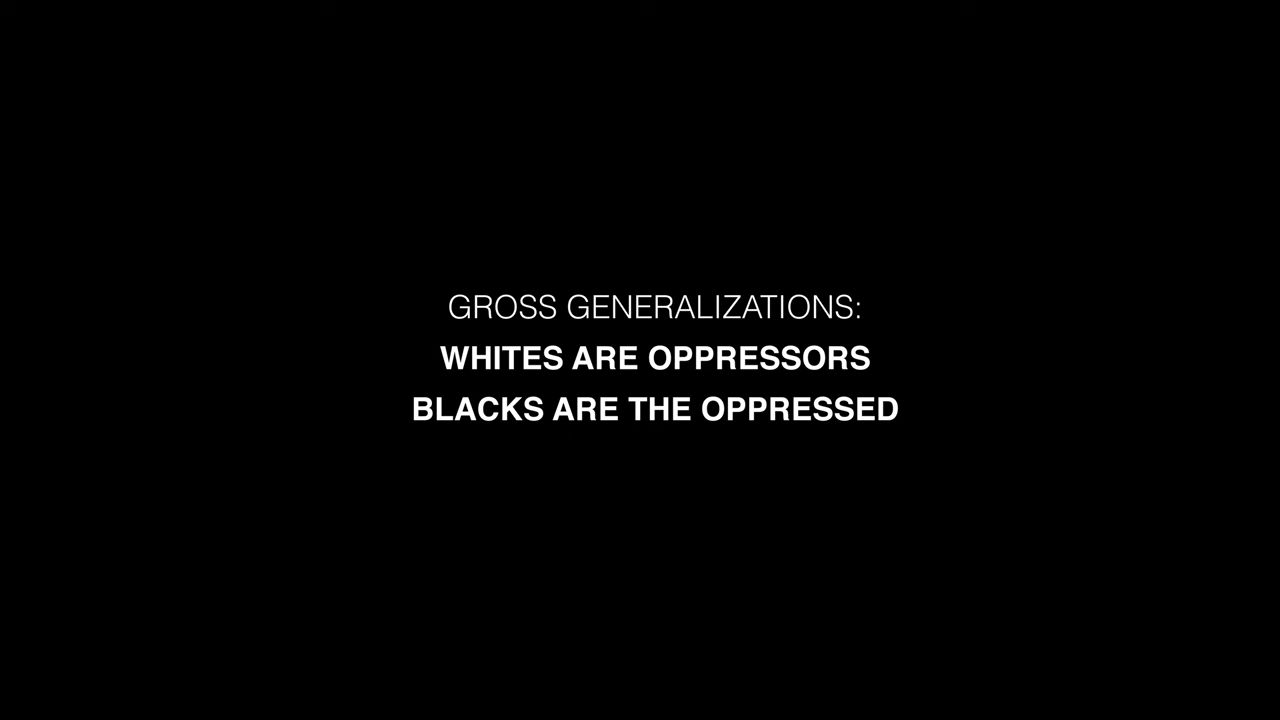 GROSS GENERALIZATIONS:
WHITES ARE OPPRESSORS
BLACKS ARE THE OPPRESSED